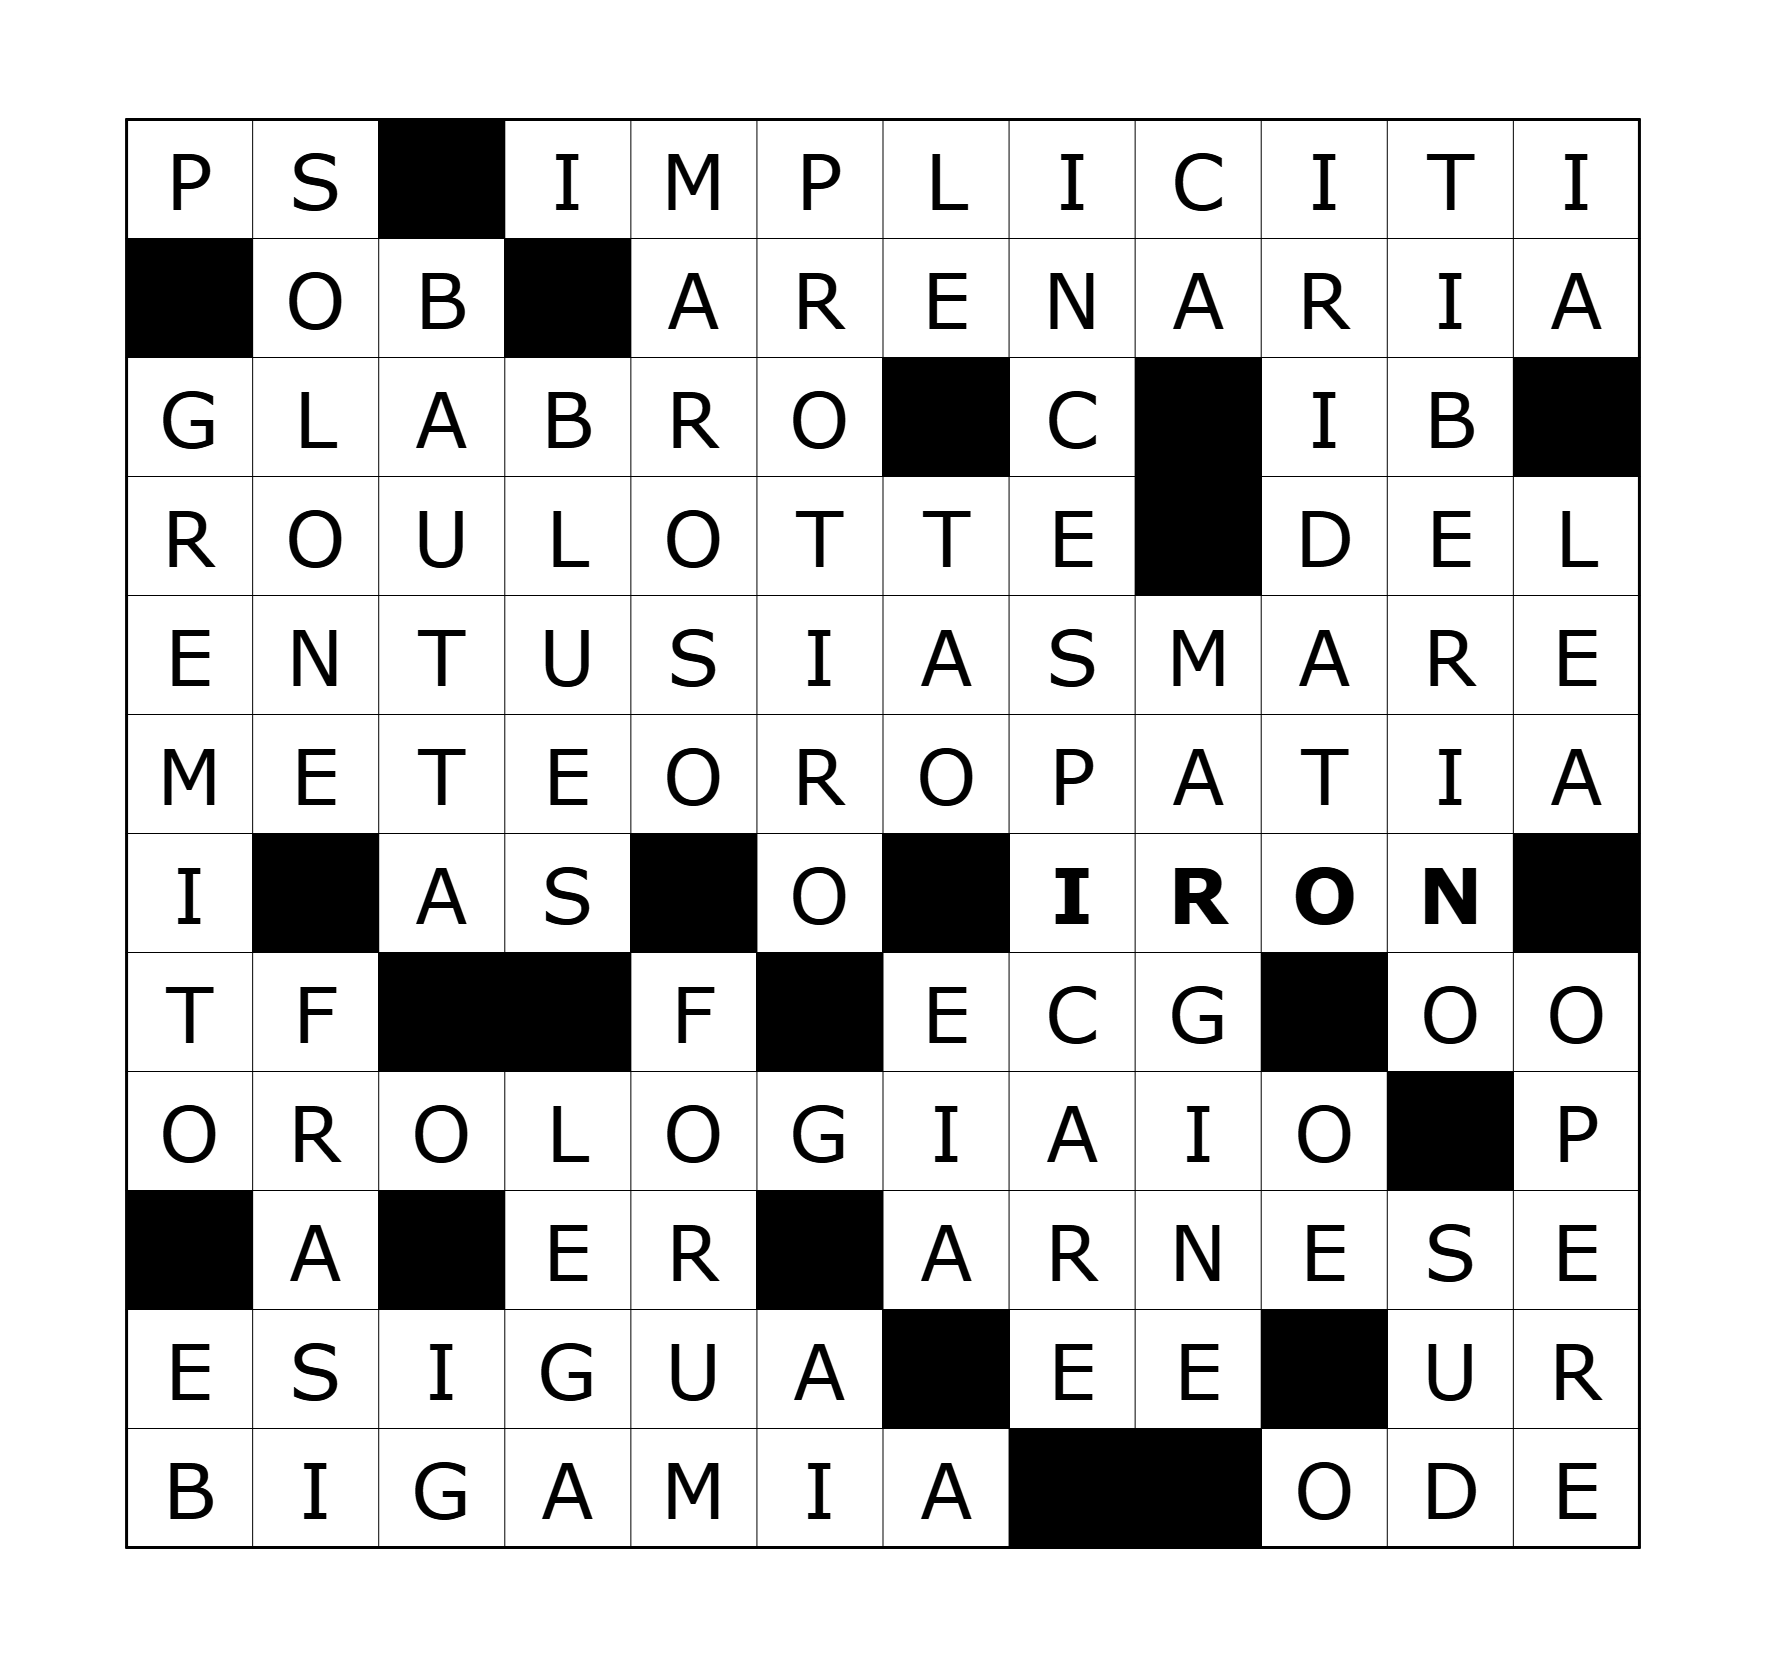 PS IMPLICITI
OB ARENARIA
GLABRO C IB
ROULOTTE DEL
ENTUSIASMARE
METEOROPATIA
I AS O IRON
TF F ECG OO
OROLOGIAIO P
A ER ARNESE
ESIGUA EE UR
BIGAMIA ODE